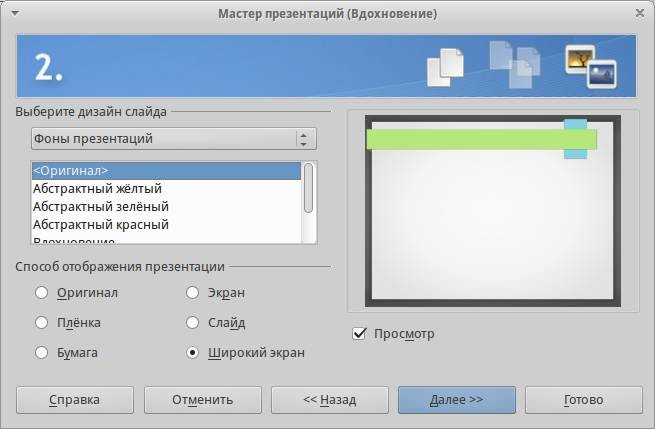 Мастер презентаций (Вдохновение)
2.
Выберите дизайн слайда
Фоны презентаций
<Оригинал>
Абстрактный жёлтый
Абстрактный зелёный
Абстрактный красный
Вдохновение
Способ отображения презентации
Оригинал
Экран
Плёнка
Слайд
Бумага
Широкий экран
Просмотр
Справка
Отменить
<< Назад
Далее >>
Готово